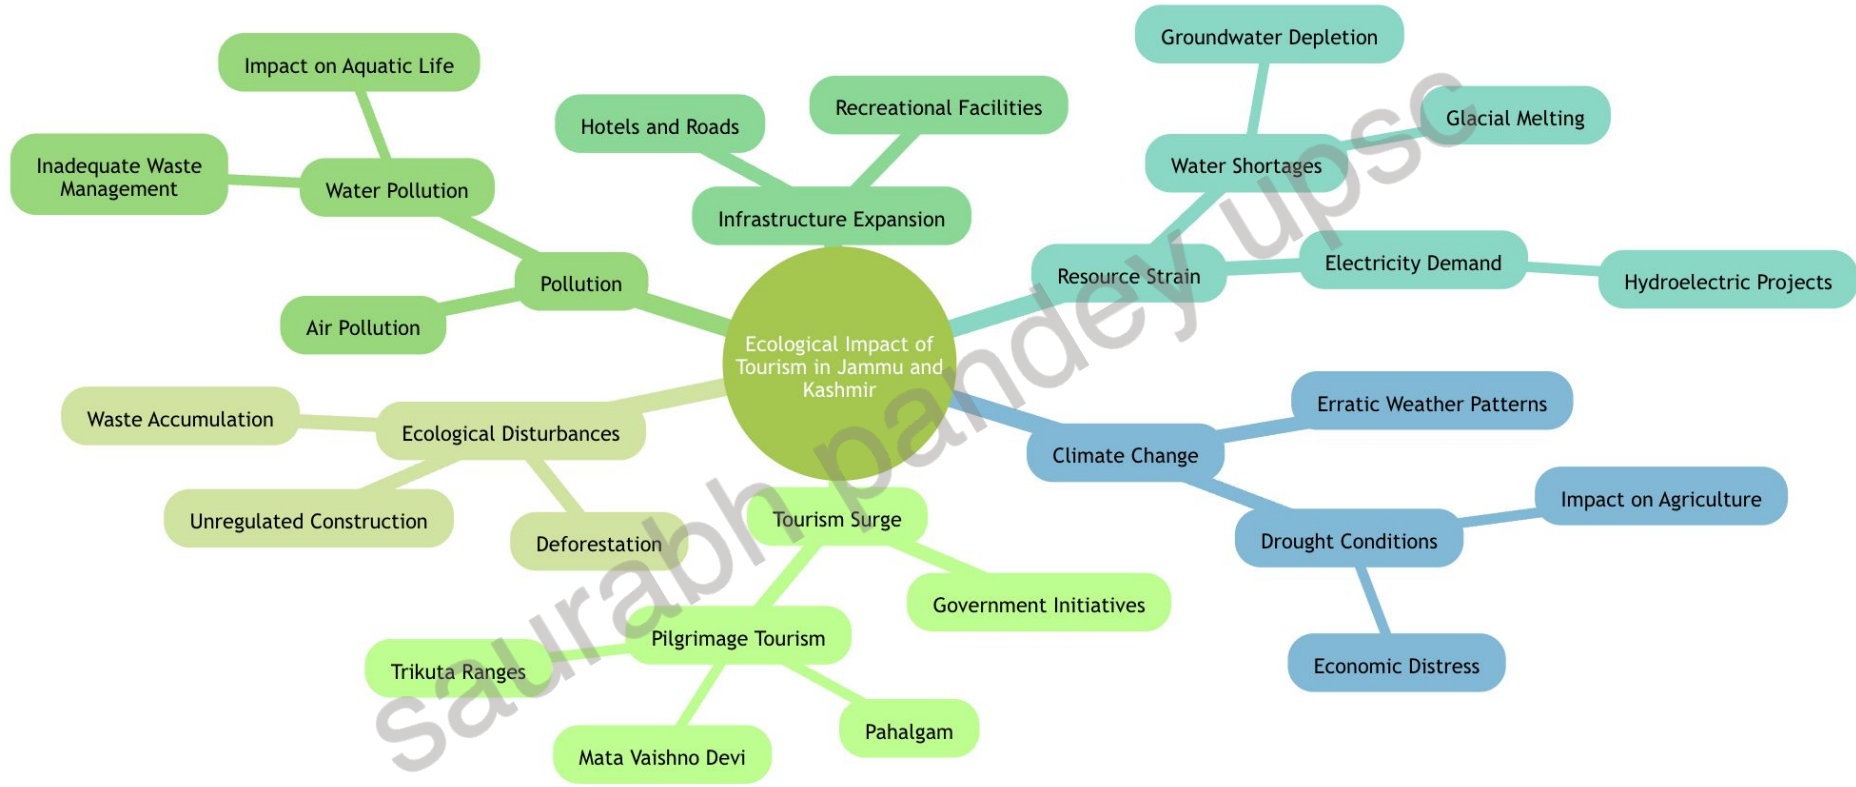 Groundwater Depletion
Impact on Aquatic Life
Recreational Facilities
Glacial Melting
Hotels and Roads
Inadequate Waste
Management
Water Shortages
Water Pollution
Infrastructure Expansion
Electricity Demand
Resource Strain
Hydroelectric Projects
Pollution
Air Pollution
Ecological Impact of
Tourism in Jammu and
Kashmir
Erratic Weather Patterns
Waste Accumulation
Ecological Disturbances
Climate Change
Impact on Agriculture
Unregulated Construction
Tourism Surge
Deforestation
Drought Conditions
Government Initiatives
Pilgrimage Tourism
Economic Distress
Trikuta Ranges
Pahalgam
Mata Vaishno Devi
saurabh pandey upsc